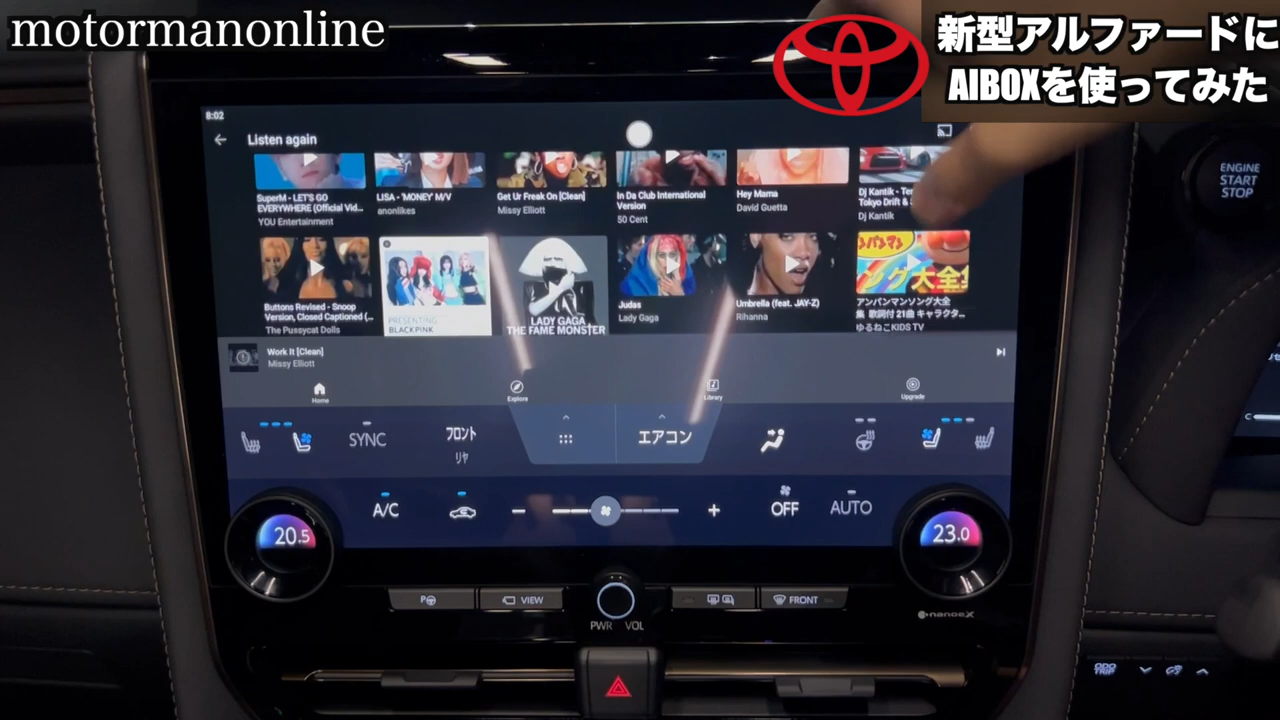 motormanonline
新型アルファードに
AIBOXを使ってみた
8:02
Listen again
SuperM - LET'S GO
EVERYWHERE (Official Vid...
YOU Entertainment
LISA - 'MONEY' M/V
anonlikes
Get Ur Freak On [Clean]
Missy Elliott
In Da Club International
Version
50 Cent
Hey Mama
David Guetta
Dj Kantik -
Tokyo Drift &
Dj Kantik
Buttons Revised - Snoop
Version, Closed Captioned (...
The Pussycat Dolls
PRESENTING
BLACKPINK
LADY GAGA
THE FAME MONSTER
Judas
Lady Gaga
Umbrella (feat. JAY-Z)
Rihanna
アンパンマンソング大全
集 歌詞付 21曲 キャラクタ...
ゆるねこKIDS TV
Work It [Clean]
Missy Elliott
Home
Explore
Library
Upgrade
SYNC
フロント
リヤ
エアコン
A/C
OFF
AUTO
20.5
23.0
VIEW
FRONT
PWR VOL
nanoeX
ENGINE
START
STOP
ODO
TRIP